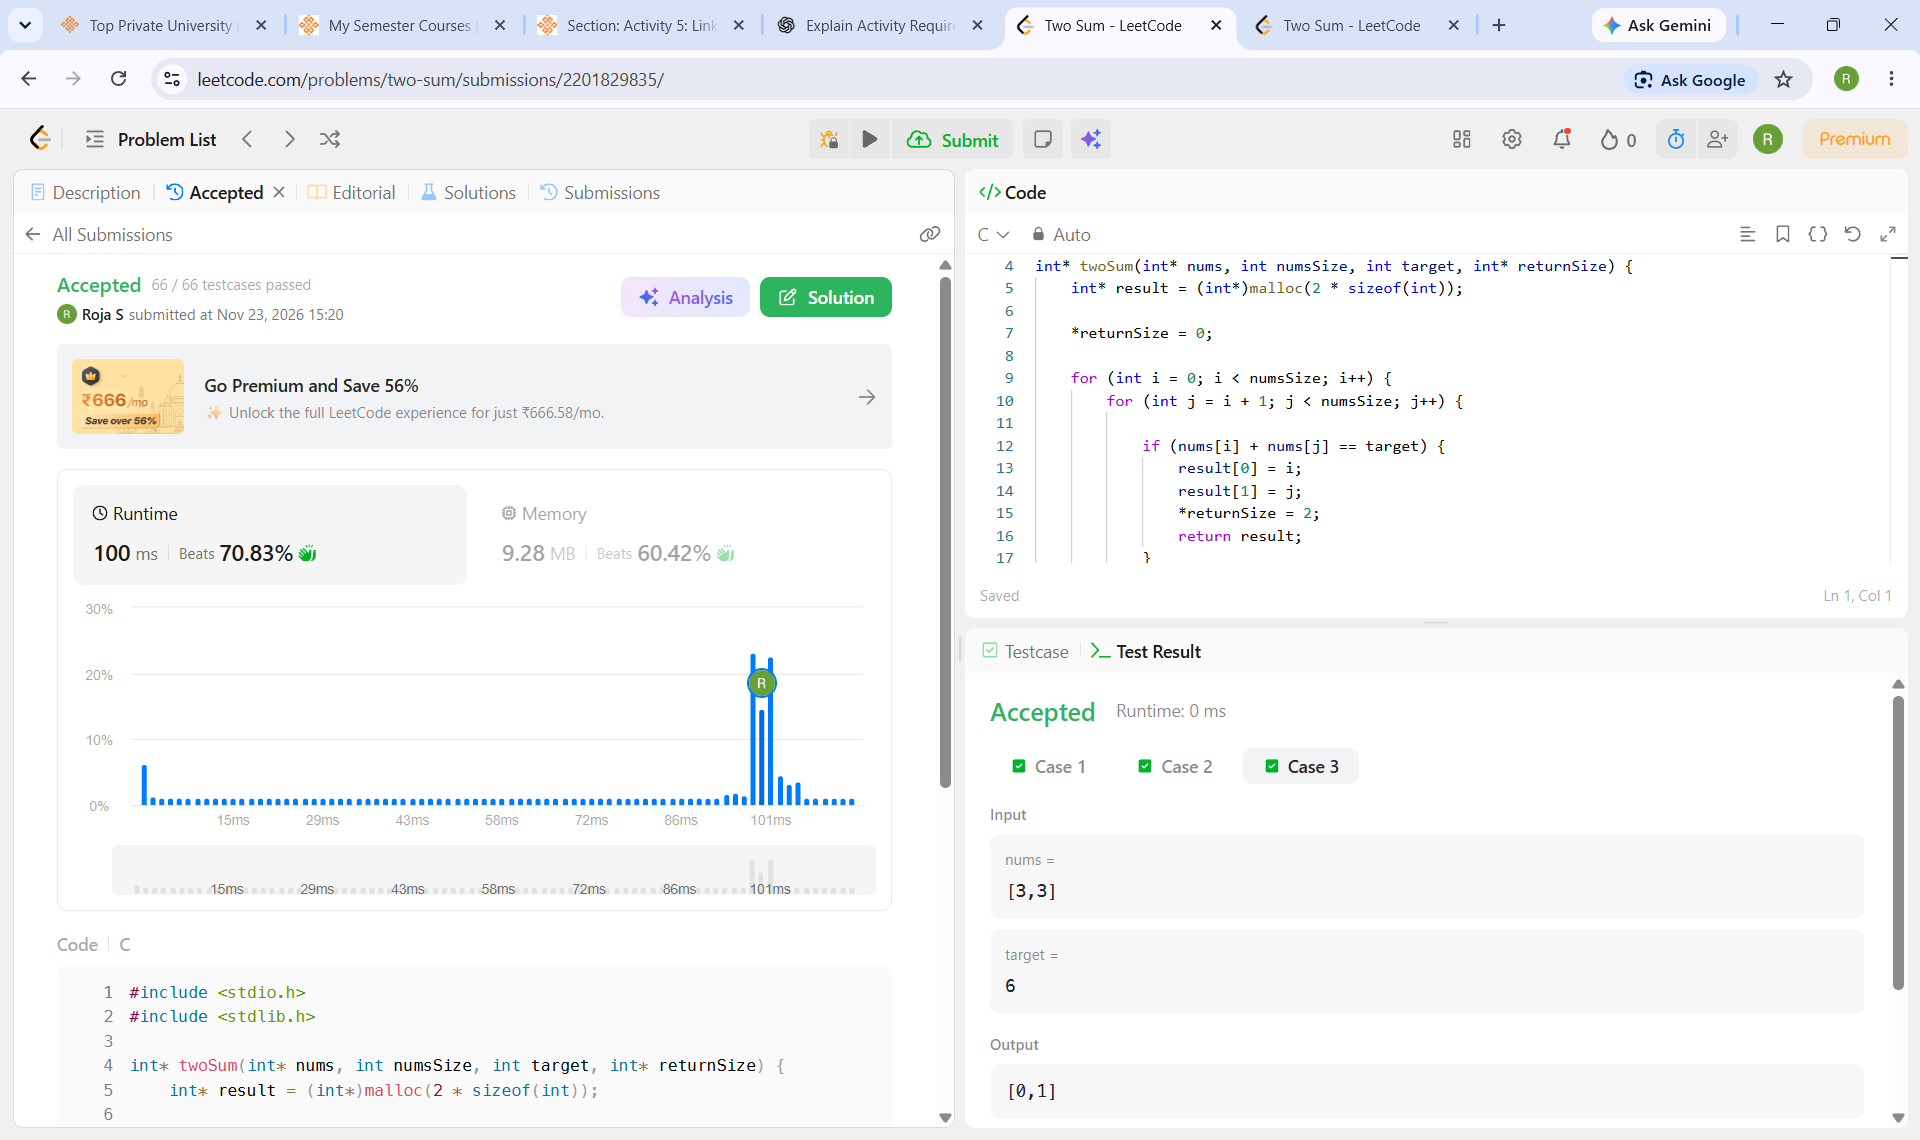 Top Private University i
My Semester Courses |
Section: Activity 5: Link
Explain Activity Require
Two Sum - LeetCode
Two Sum - LeetCode
Ask Gemini
leetcode.com/problems/two-sum/submissions/2201829835/
Ask Google
R
Problem List
Submit
0
R
Premium
Description
Accepted
Editorial
Solutions
Submissions
All Submissions
Accepted 66 / 66 testcases passed
R Roja S submitted at Nov 23, 2026 15:20
Analysis
Solution
₹666/mo
Save over 56%
Go Premium and Save 56%
Unlock the full LeetCode experience for just ₹666.58/mo.
Runtime
100 ms Beats 70.83%
Memory
9.28 MB Beats 60.42%
30%
20%
10%
0%
R
15ms 29ms 43ms 58ms 72ms 86ms 101ms
15ms 29ms 43ms 58ms 72ms 86ms 101ms
Code C
1 #include <stdio.h>
2 #include <stdlib.h>
3
4 int* twoSum(int* nums, int numsSize, int target, int* returnSize) {
5 int* result = (int*)malloc(2 * sizeof(int));
6
</> Code
C Auto
4 int* twoSum(int* nums, int numsSize, int target, int* returnSize) {
5 int* result = (int*)malloc(2 * sizeof(int));
6
7 *returnSize = 0;
8
9 for (int i = 0; i < numsSize; i++) {
10 for (int j = i + 1; j < numsSize; j++) {
11
12 if (nums[i] + nums[j] == target) {
13 result[0] = i;
14 result[1] = j;
15 *returnSize = 2;
16 return result;
17 }
Saved
Ln 1, Col 1
Testcase
Test Result
Accepted Runtime: 0 ms
Case 1
Case 2
Case 3
Input
nums =
[3,3]
target =
6
Output
[0,1]